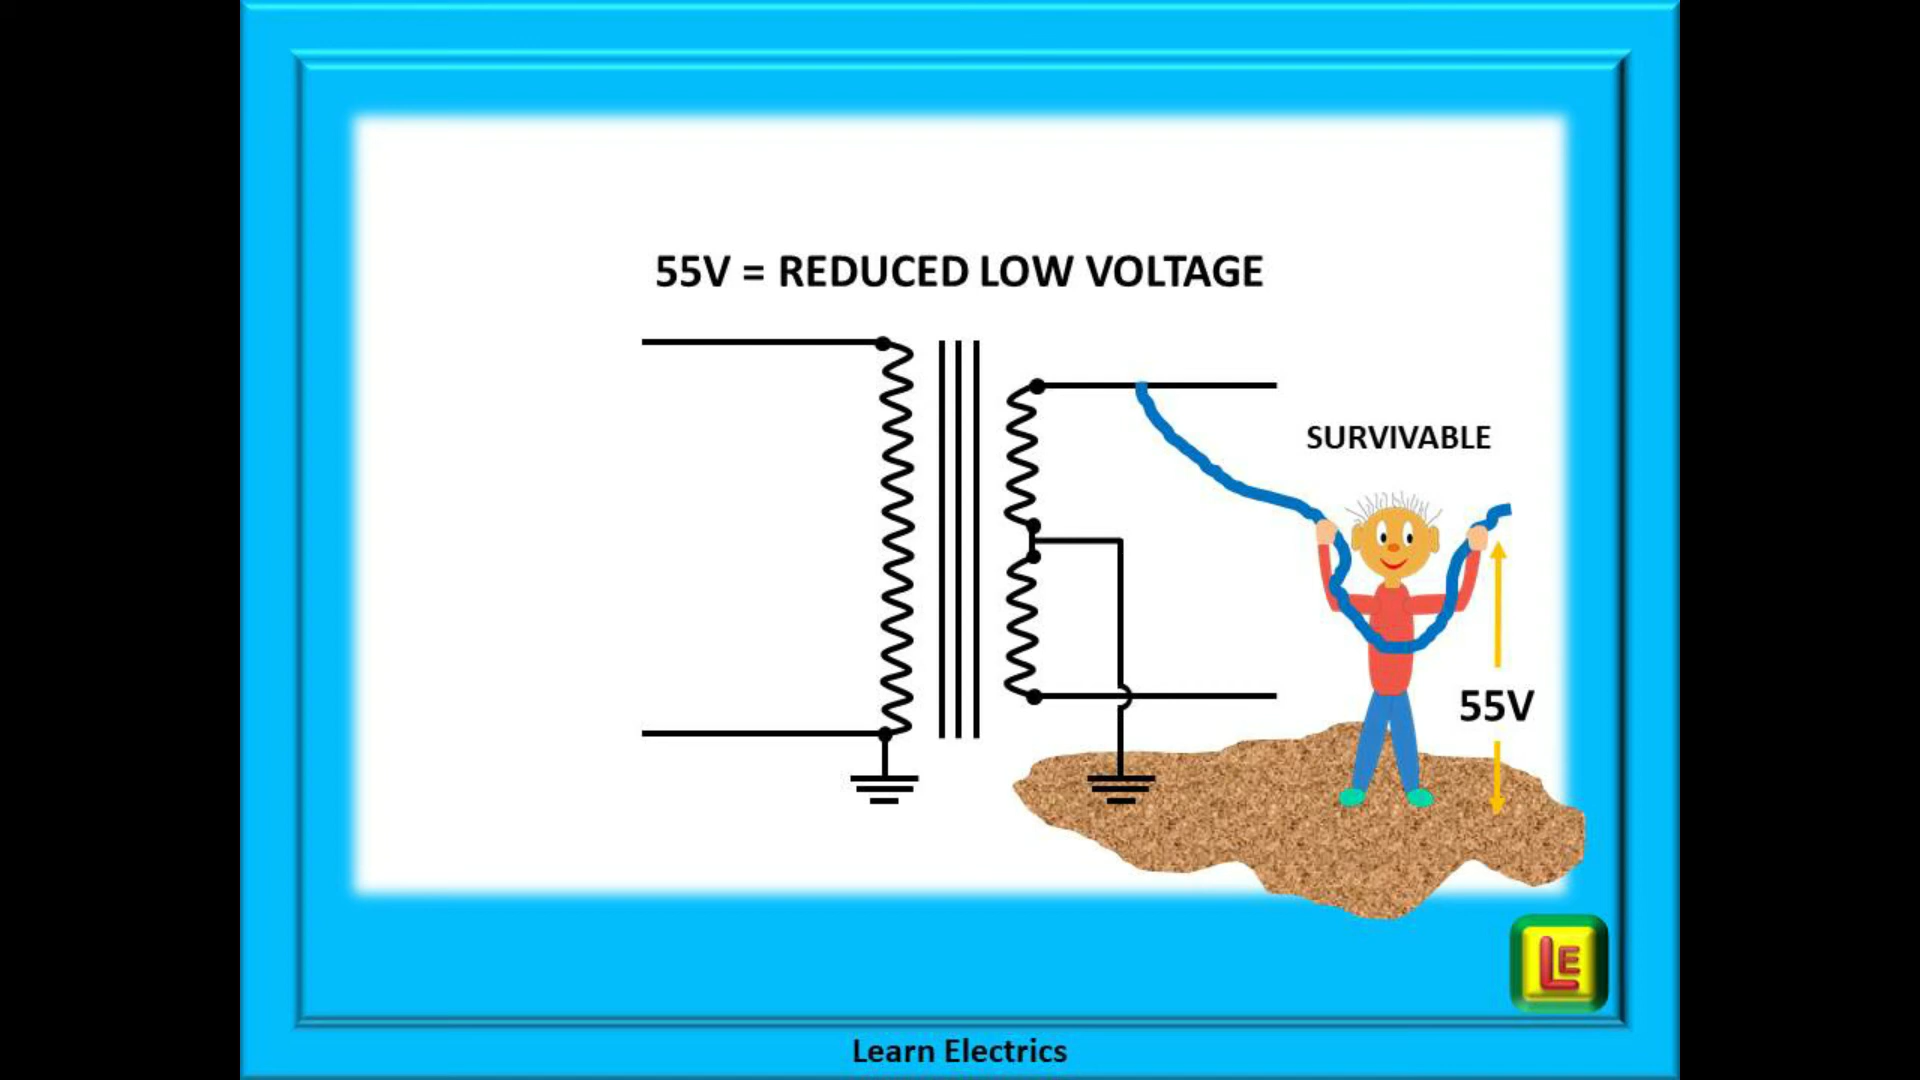 55V = REDUCED LOW VOLTAGE
SURVIVABLE
55V
LE
Learn Electrics